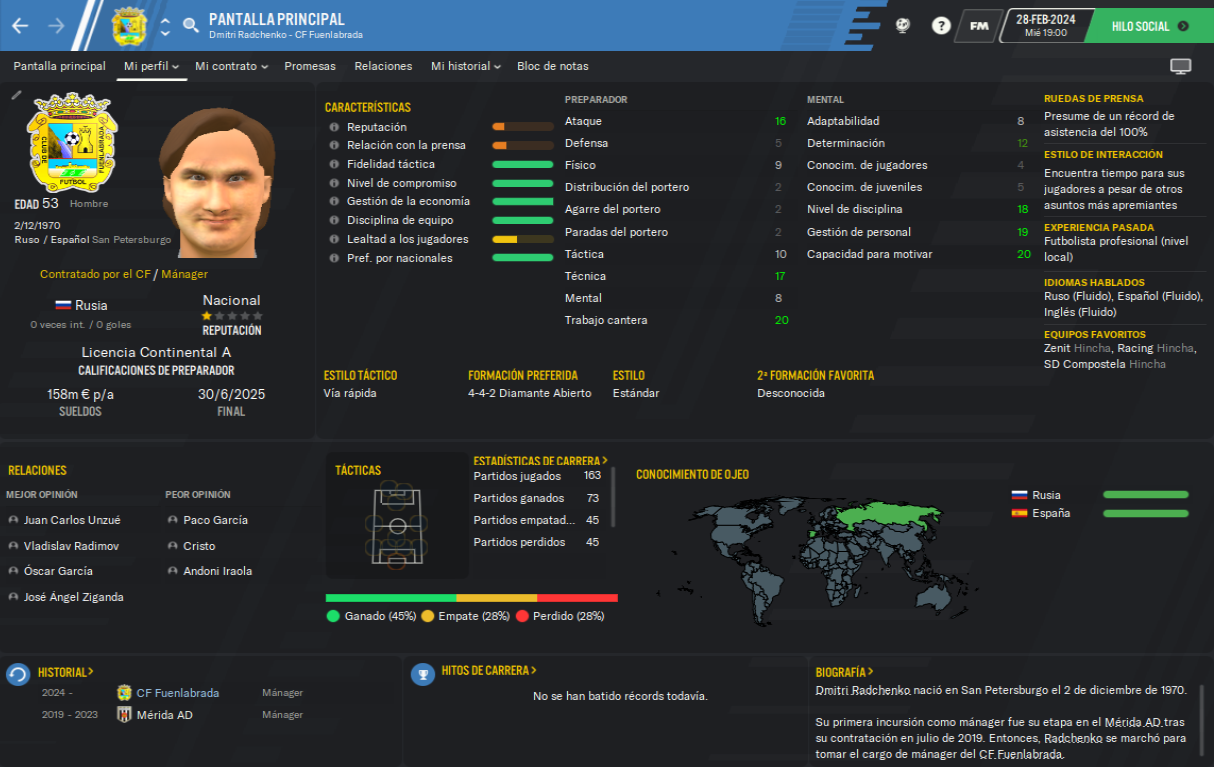 PANTALLA PRINCIPAL
Dmitri Radchenko - CF Fuenlabrada
?
FM
28-FEB-2024
Mié 19:00
HILO SOCIAL
Pantalla principal
Mi perfil
Mi contrato
Promesas
Relaciones
Mi historial
Bloc de notas
CLUB DE
FUTBOL
FUENLABRADA
EDAD 53 Hombre
2/12/1970
Ruso / Español San Petersburgo
Contratado por el CF / Mánager
Rusia
0 veces int. / 0 goles
Nacional
REPUTACIÓN
Licencia Continental A
CALIFICACIONES DE PREPARADOR
158m € p/a
SUELDOS
30/6/2025
FINAL
CARACTERÍSTICAS
Reputación
Relación con la prensa
Fidelidad táctica
Nivel de compromiso
Gestión de la economía
Disciplina de equipo
Lealtad a los jugadores
Pref. por nacionales
PREPARADOR
Ataque 16
Defensa 5
Físico 9
Distribución del portero 2
Agarre del portero 2
Paradas del portero 2
Táctica 10
Técnica 17
Mental 8
Trabajo cantera 20
MENTAL
Adaptabilidad 8
Determinación 12
Conocim. de jugadores 4
Conocim. de juveniles 5
Nivel de disciplina 18
Gestión de personal 19
Capacidad para motivar 20
RUEDAS DE PRENSA
Presume de un récord de
asistencia del 100%
ESTILO DE INTERACCIÓN
Encuentra tiempo para sus
jugadores a pesar de otros
asuntos más apremiantes
EXPERIENCIA PASADA
Futbolista profesional (nivel
local)
IDIOMAS HABLADOS
Ruso (Fluido), Español (Fluido),
Inglés (Fluido)
EQUIPOS FAVORITOS
Zenit Hincha, Racing Hincha,
SD Compostela Hincha
ESTILO TÁCTICO
Vía rápida
FORMACIÓN PREFERIDA
4-4-2 Diamante Abierto
ESTILO
Estándar
2ª FORMACIÓN FAVORITA
Desconocida
RELACIONES
MEJOR OPINIÓN
Juan Carlos Unzué
Vladislav Radimov
Óscar García
José Ángel Ziganda
PEOR OPINIÓN
Paco García
Cristo
Andoni Iraola
TÁCTICAS
ESTADÍSTICAS DE CARRERA >
Partidos jugados 163
Partidos ganados 73
Partidos empatad... 45
Partidos perdidos 45
Ganado (45%) Empate (28%) Perdido (28%)
CONOCIMIENTO DE OJEO
Rusia
España
HISTORIAL >
2024 - CF Fuenlabrada Mánager
2019 - 2023 Mérida AD Mánager
HITOS DE CARRERA >
No se han batido récords todavía.
BIOGRAFÍA >
Dmitri Radchenko nació en San Petersburgo el 2 de diciembre de 1970.
Su primera incursión como mánager fue su etapa en el Mérida AD tras
su contratación en julio de 2019. Entonces, Radchenko se marchó para
tomar el cargo de mánager del CF Fuenlabrada.